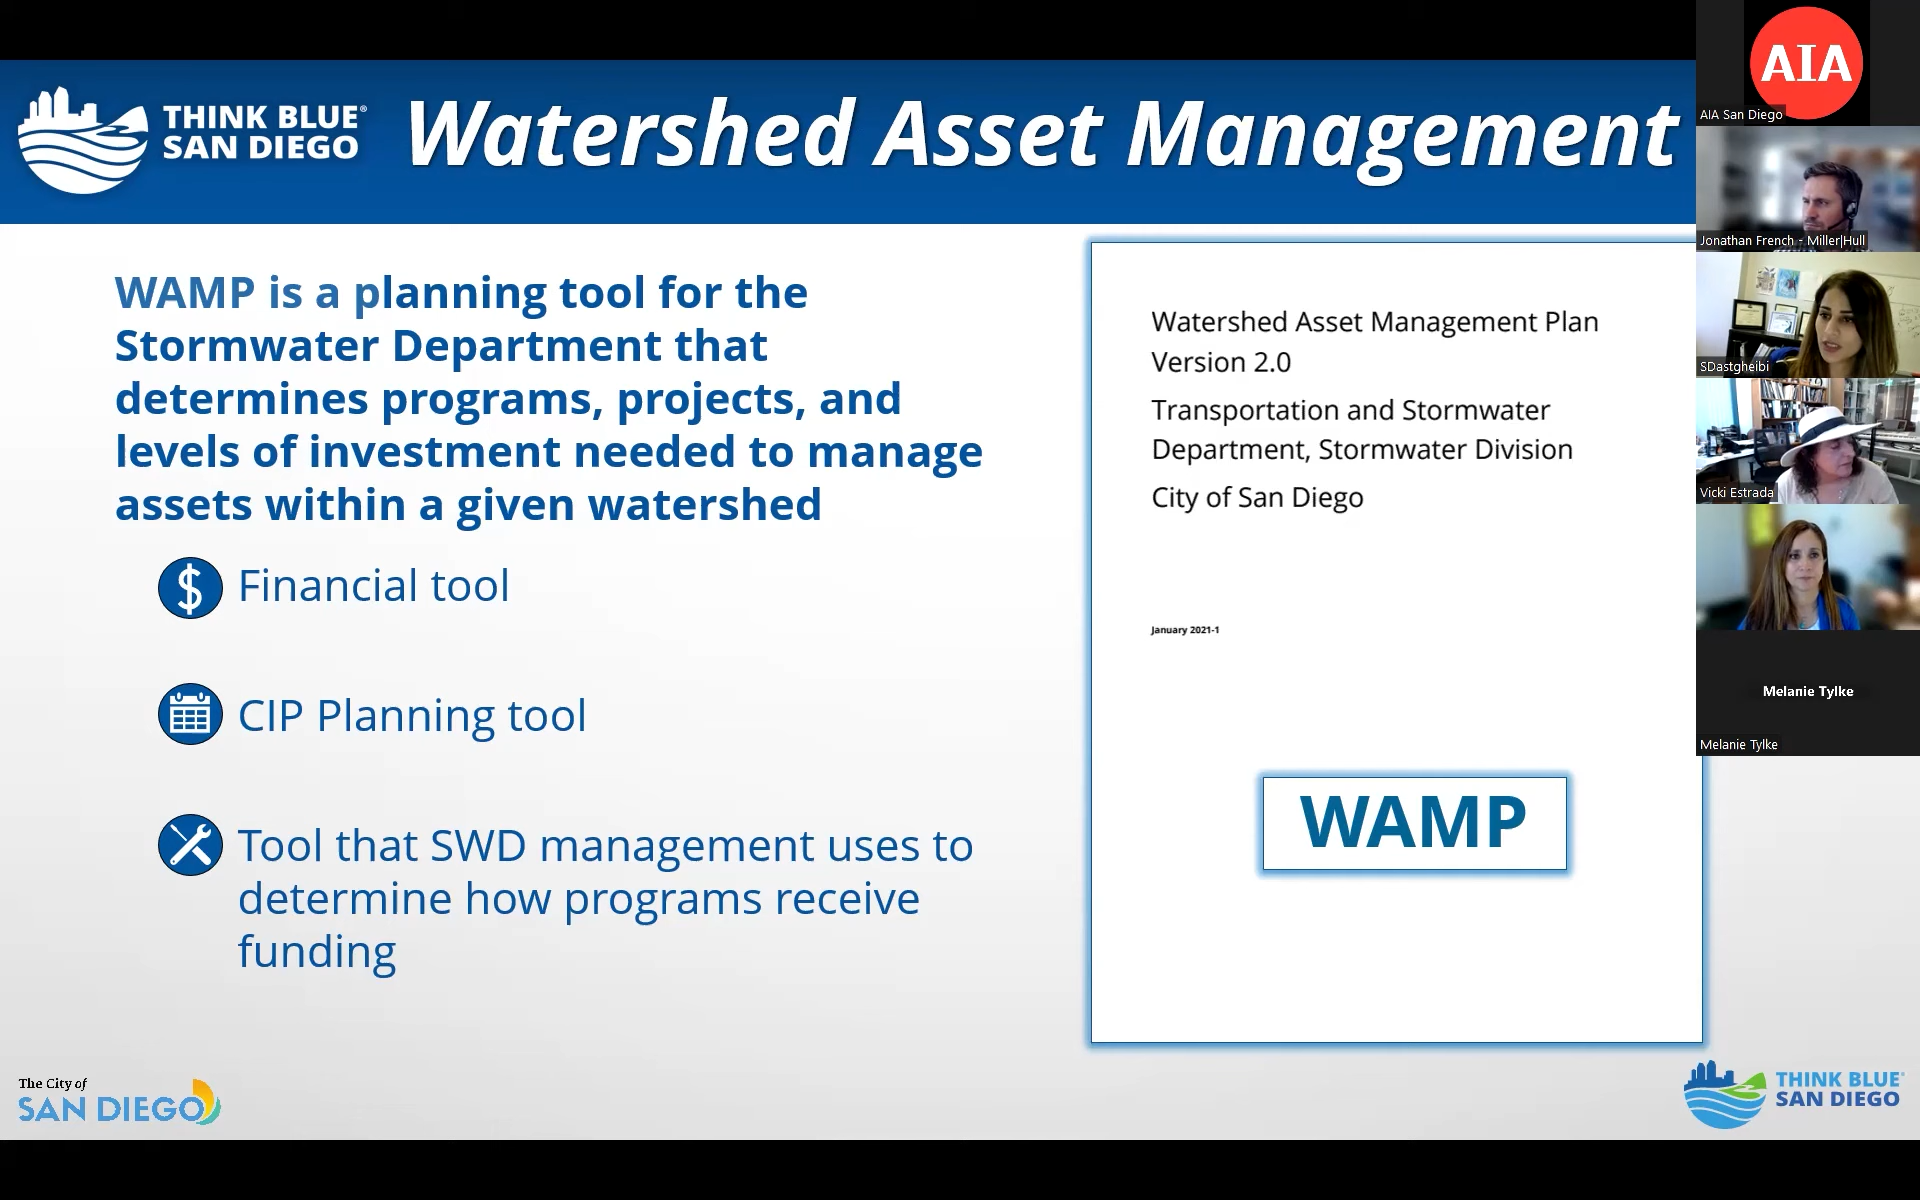 THINK BLUE®
SAN DIEGO
Watershed Asset Management
WAMP is a planning tool for the
Stormwater Department that
determines programs, projects, and
levels of investment needed to manage
assets within a given watershed
$ Financial tool
CIP Planning tool
Tool that SWD management uses to
determine how programs receive
funding
Watershed Asset Management Plan
Version 2.0
Transportation and Stormwater
Department, Stormwater Division
City of San Diego
January 2021-1
WAMP
The City of
SAN DIEGO
THINK BLUE®
SAN DIEGO
AIA
AIA San Diego
Jonathan French - Miller|Hull
SDastgheibi
Vicki Estrada
Melanie Tylke
Melanie Tylke